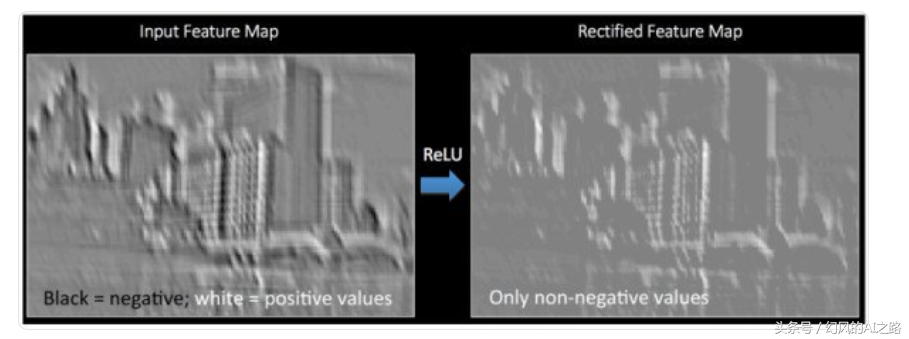 Input Feature Map
Rectified Feature Map
ReLU
Black = negative; white = positive values
Only non-negative values
头条号 / 幻风的AI之路